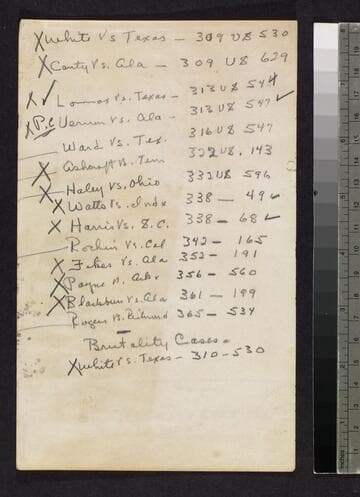 X White vs Texas — 309 US 530
X Canty vs. Ala — 309 US 629
X ✓ Lomax vs. Texas — 313 US 544
X P.C Vernon vs. Ala — 313 US 547 ✓
Ward vs. Tex. 316 US 547
X Ashcraft vs. Tenn 322 US. 143
X Haley vs. Ohio 332 US 596
X Watts vs. Indx 338 — 49 ✓
X Harris vs. S.C. 338 — 68 ✓
Rochin vs. Cal 342 — 165
X Fikes vs. Ala 352 — 191
X Payne vs. Ark 356 — 560
X Blackburn vs. Ala 361 — 199
Rogers vs. Richmond 365 — 534
Brutality Cases.
X White vs. Texas — 310-530